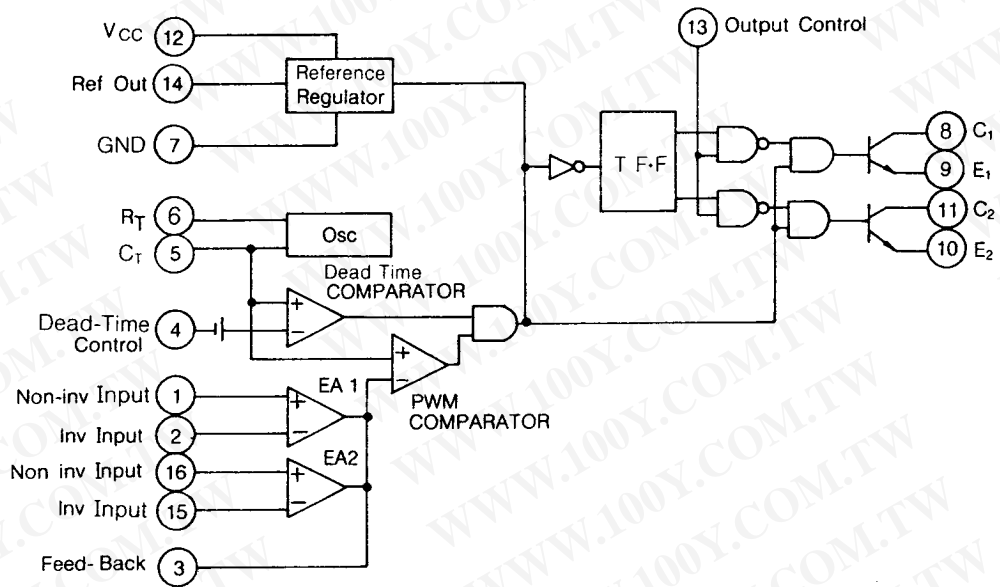 VCC 12
Ref Out 14
GND 7
Reference
Regulator
13 Output Control
T F·F
8 C1
9 E1
11 C2
10 E2
RT 6
CT 5
Osc
Dead Time
COMPARATOR
Dead-Time
Control
4
+
−
+
−
PWM
COMPARATOR
EA 1
Non-inv Input 1
+
Inv Input 2
−
EA2
Non inv Input 16
+
Inv Input 15
−
Feed-Back 3
WWW.100Y.COM.TW